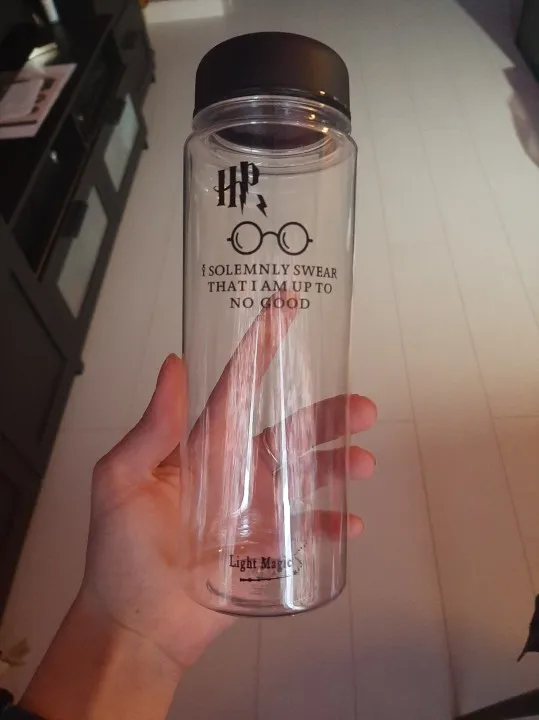 HP
I SOLEMNLY SWEAR
THAT I AM UP TO
NO GOOD
Light Magic